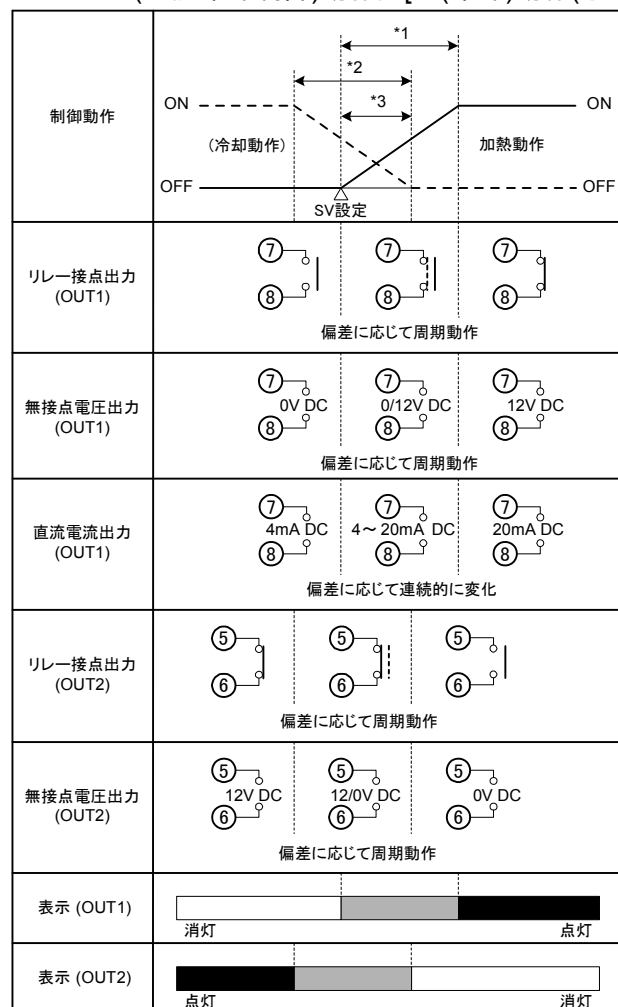 制御動作
*1
*2
*3
ON
ON
(冷却動作)
加熱動作
OFF
OFF
SV設定
リレー接点出力
(OUT1)
⑦ ⑦ ⑦
⑧ ⑧ ⑧
偏差に応じて周期動作
無接点電圧出力
(OUT1)
⑦ ⑦ ⑦
0V DC 0/12V DC 12V DC
⑧ ⑧ ⑧
偏差に応じて周期動作
直流電流出力
(OUT1)
⑦ ⑦ ⑦
4mA DC 4～20mA DC 20mA DC
⑧ ⑧ ⑧
偏差に応じて連続的に変化
リレー接点出力
(OUT2)
⑤ ⑤ ⑤
⑥ ⑥ ⑥
偏差に応じて周期動作
無接点電圧出力
(OUT2)
⑤ ⑤ ⑤
12V DC 12/0V DC 0V DC
⑥ ⑥ ⑥
偏差に応じて周期動作
表示 (OUT1)
消灯 点灯
表示 (OUT2)
点灯 消灯